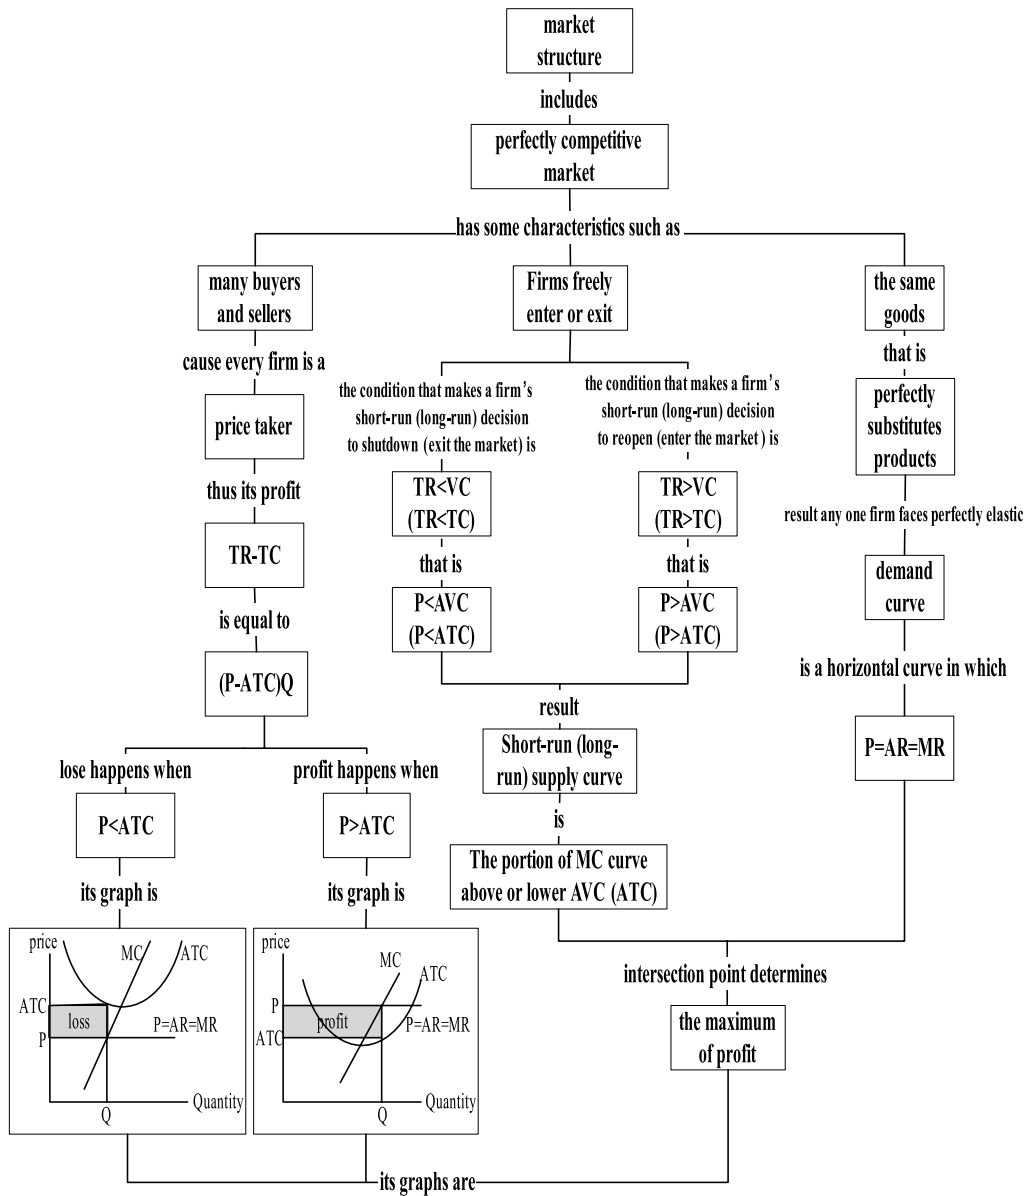 market
structure
includes
perfectly competitive
market
has some characteristics such as
many buyers
and sellers
cause every firm is a
price taker
thus its profit
TR-TC
is equal to
(P-ATC)Q
lose happens when
P<ATC
its graph is
profit happens when
P>ATC
its graph is
Firms freely
enter or exit
the condition that makes a firm's
short-run (long-run) decision
to shutdown (exit the market) is
TR<VC
(TR<TC)
that is
P<AVC
(P<ATC)
the condition that makes a firm's
short-run (long-run) decision
to reopen (enter the market ) is
TR>VC
(TR>TC)
that is
P>AVC
(P>ATC)
result
Short-run (long-
run) supply curve
is
The portion of MC curve
above or lower AVC (ATC)
the same
goods
that is
perfectly
substitutes
products
result any one firm faces perfectly elastic
demand
curve
is a horizontal curve in which
P=AR=MR
intersection point determines
the maximum
of profit
price
MC
ATC
ATC
loss
P=AR=MR
P
Quantity
Q
price
MC
ATC
P
profit
P=AR=MR
ATC
Quantity
Q
its graphs are